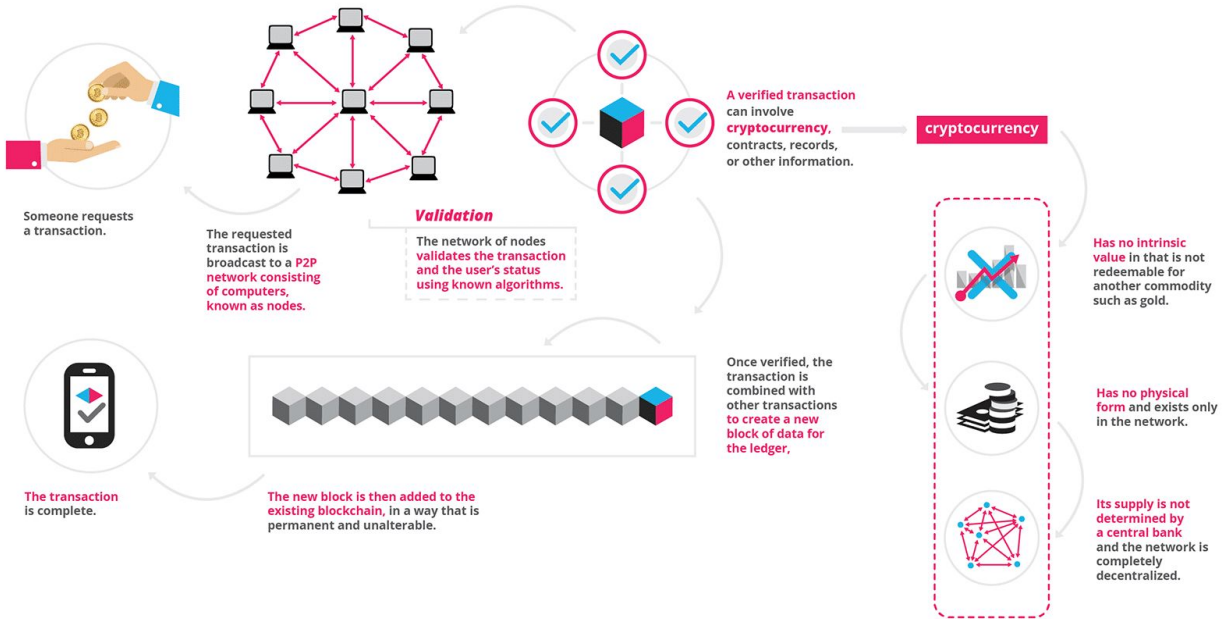 Someone requests
a transaction.
The requested
transaction is
broadcast to a P2P
network consisting
of computers,
known as nodes.
Validation
The network of nodes
validates the transaction
and the user's status
using known algorithms.
A verified transaction
can involve
cryptocurrency,
contracts, records,
or other information.
cryptocurrency
Has no intrinsic
value in that is not
redeemable for
another commodity
such as gold.
Has no physical
form and exists only
in the network.
Its supply is not
determined by
a central bank
and the network is
completely
decentralized.
Once verified, the
transaction is
combined with
other transactions
to create a new
block of data for
the ledger,
The new block is then added to the
existing blockchain, in a way that is
permanent and unalterable.
The transaction
is complete.